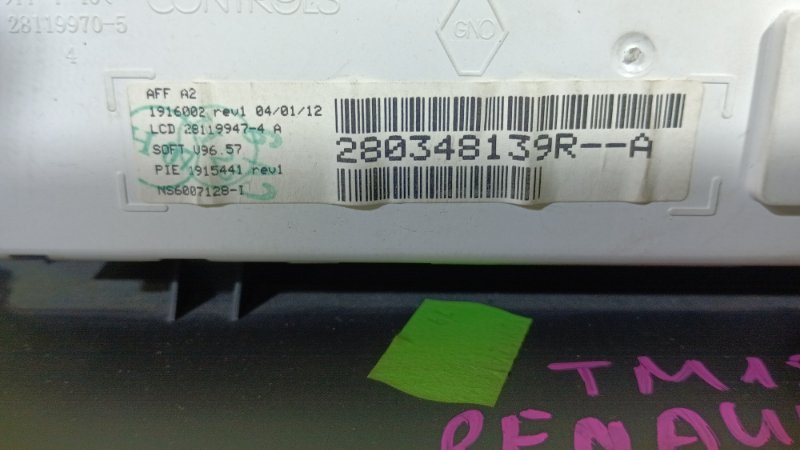 CONTROLS
28119970-5
4
GNO
AFF A2
1916002 rev1 04/01/12
LCD 28119947-4 A
SOFT V96.57
PIE 1915441 rev1
NS6007128-I
280348139R--A
TM1
RENAU